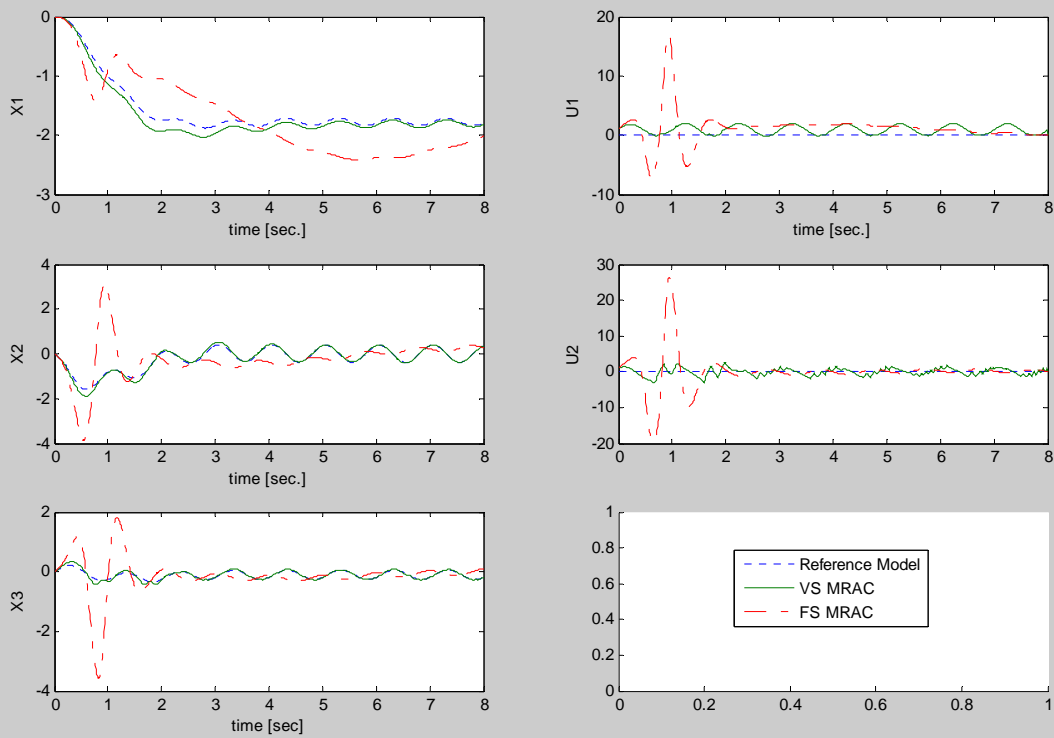 0
-1
-2
-3
X1
0 1 2 3 4 5 6 7 8
time [sec.]
20
10
0
-10
U1
0 1 2 3 4 5 6 7 8
time [sec.]
4
2
0
-2
-4
X2
0 1 2 3 4 5 6 7 8
time [sec.]
30
20
10
0
-10
-20
U2
0 1 2 3 4 5 6 7 8
2
0
-2
-4
X3
0 1 2 3 4 5 6 7 8
time [sec]
1
0.8
0.6
0.4
0.2
0
0 0.2 0.4 0.6 0.8 1
Reference Model
VS MRAC
FS MRAC